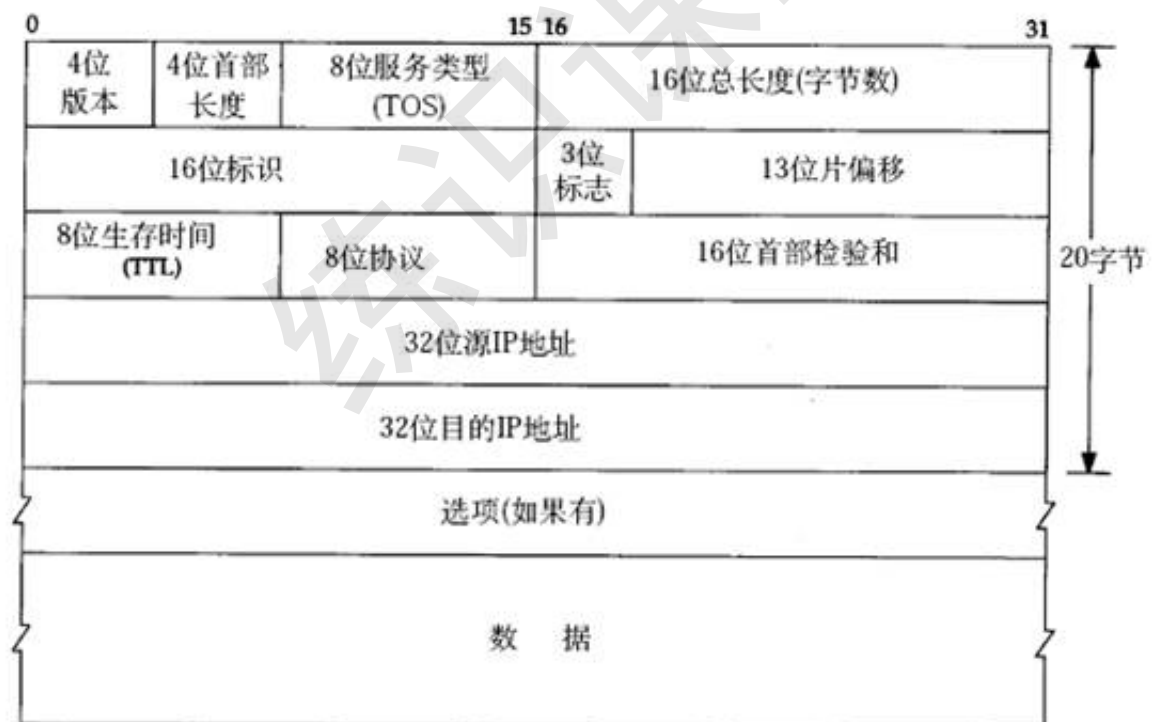 0 15 16 31
4位
版本
4位首部
长度
8位服务类型
(TOS)
16位总长度(字节数)
16位标识
3位
标志
13位片偏移
8位生存时间
(TTL)
8位协议
16位首部检验和
20字节
32位源IP地址
32位目的IP地址
选项(如果有)
数 据
练识课